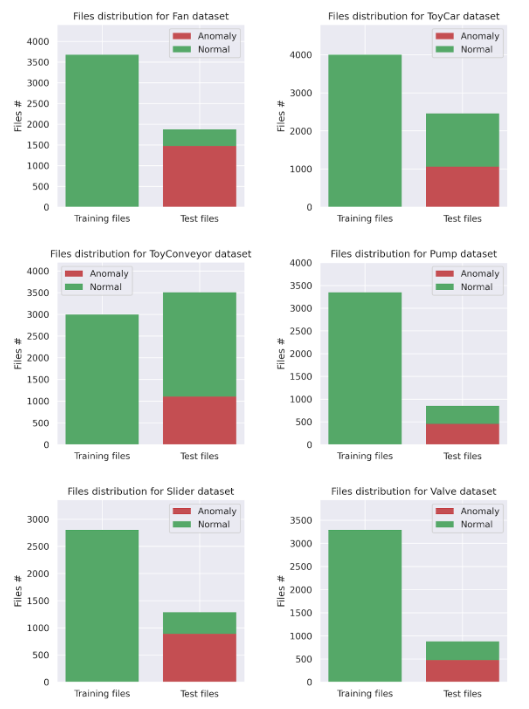 Files distribution for Fan dataset
Anomaly
Normal
4000
3500
3000
2500
2000
1500
1000
500
0
Files #
Training files
Test files
Files distribution for ToyCar dataset
Anomaly
Normal
4000
3000
2000
1000
0
Files #
Training files
Test files
Files distribution for ToyConveyor dataset
Anomaly
Normal
4000
3500
3000
2500
2000
1500
1000
500
0
Files #
Training files
Test files
Files distribution for Pump dataset
Anomaly
Normal
4000
3500
3000
2500
2000
1500
1000
500
0
Files #
Training files
Test files
Files distribution for Slider dataset
Anomaly
Normal
3000
2500
2000
1500
1000
500
0
Files #
Training files
Test files
Files distribution for Valve dataset
Anomaly
Normal
3500
3000
2500
2000
1500
1000
500
0
Files #
Training files
Test files